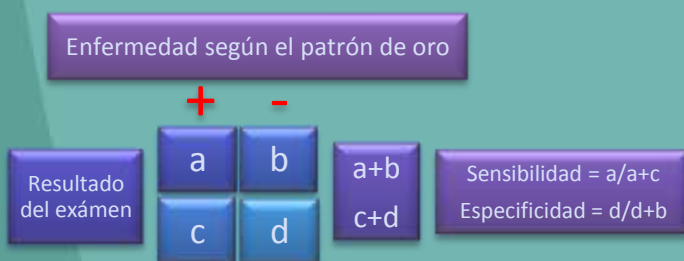 Enfermedad según el patrón de oro
+ -
a b
a+b
Resultado
del exámen
c d
c+d
Sensibilidad = a/a+c
Especificidad = d/d+b